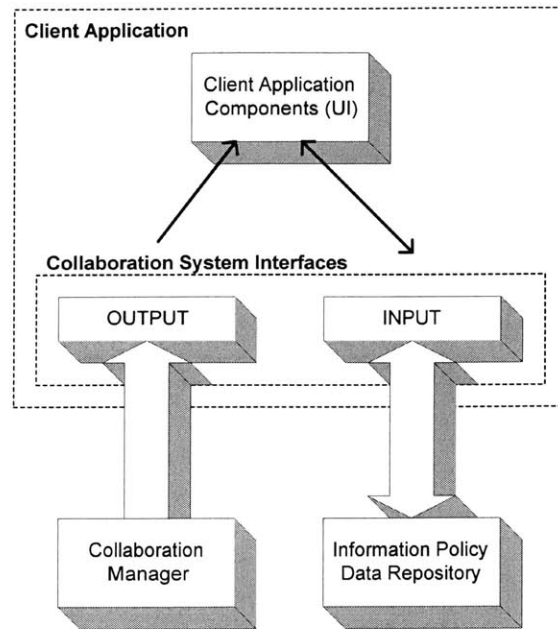 Client Application
Client Application
Components (UI)
Collaboration System Interfaces
OUTPUT
INPUT
Collaboration
Manager
Information Policy
Data Repository